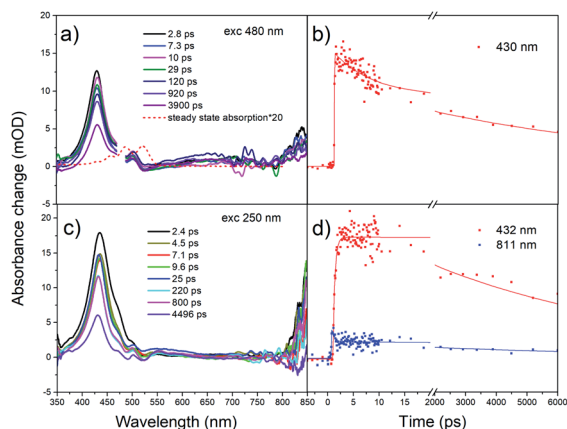 a)
exc 480 nm
2.8 ps
7.3 ps
10 ps
29 ps
120 ps
920 ps
3900 ps
steady state absorption*20
20
15
10
5
0
-5
b)
430 nm
c)
exc 250 nm
2.4 ps
4.5 ps
7.1 ps
9.6 ps
25 ps
220 ps
800 ps
4496 ps
20
15
10
5
0
-5
d)
432 nm
811 nm
350 400 450 500 550 600 650 700 750 800
0 5 10 15 2000 3000 4000 5000 6000
Absorbance change (mOD)
Wavelength (nm)
Time (ps)